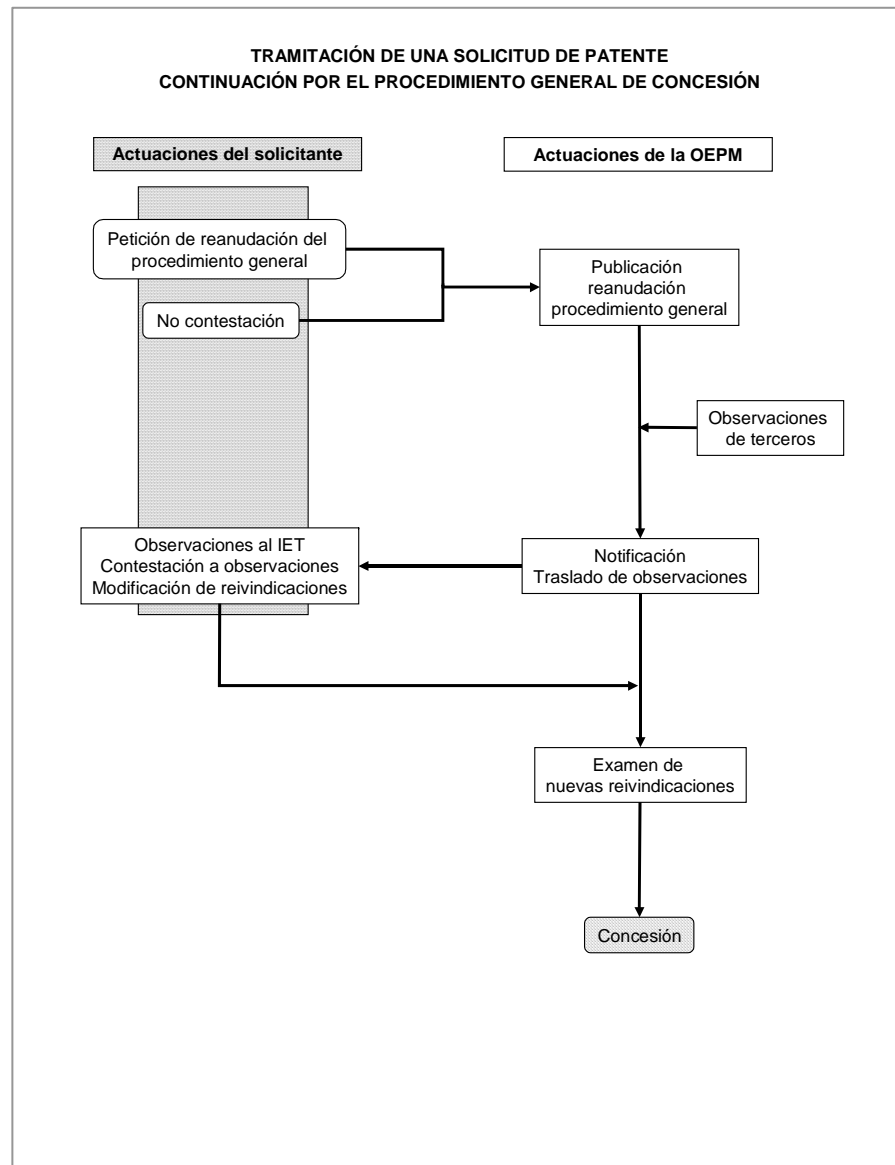 TRAMITACIÓN DE UNA SOLICITUD DE PATENTE
CONTINUACIÓN POR EL PROCEDIMIENTO GENERAL DE CONCESIÓN
Actuaciones del solicitante
Actuaciones de la OEPM
Petición de reanudación del
procedimiento general
Publicación
reanudación
procedimiento general
No contestación
Observaciones
de terceros
Observaciones al IET
Contestación a observaciones
Modificación de reivindicaciones
Notificación
Traslado de observaciones
Examen de
nuevas reivindicaciones
Concesión